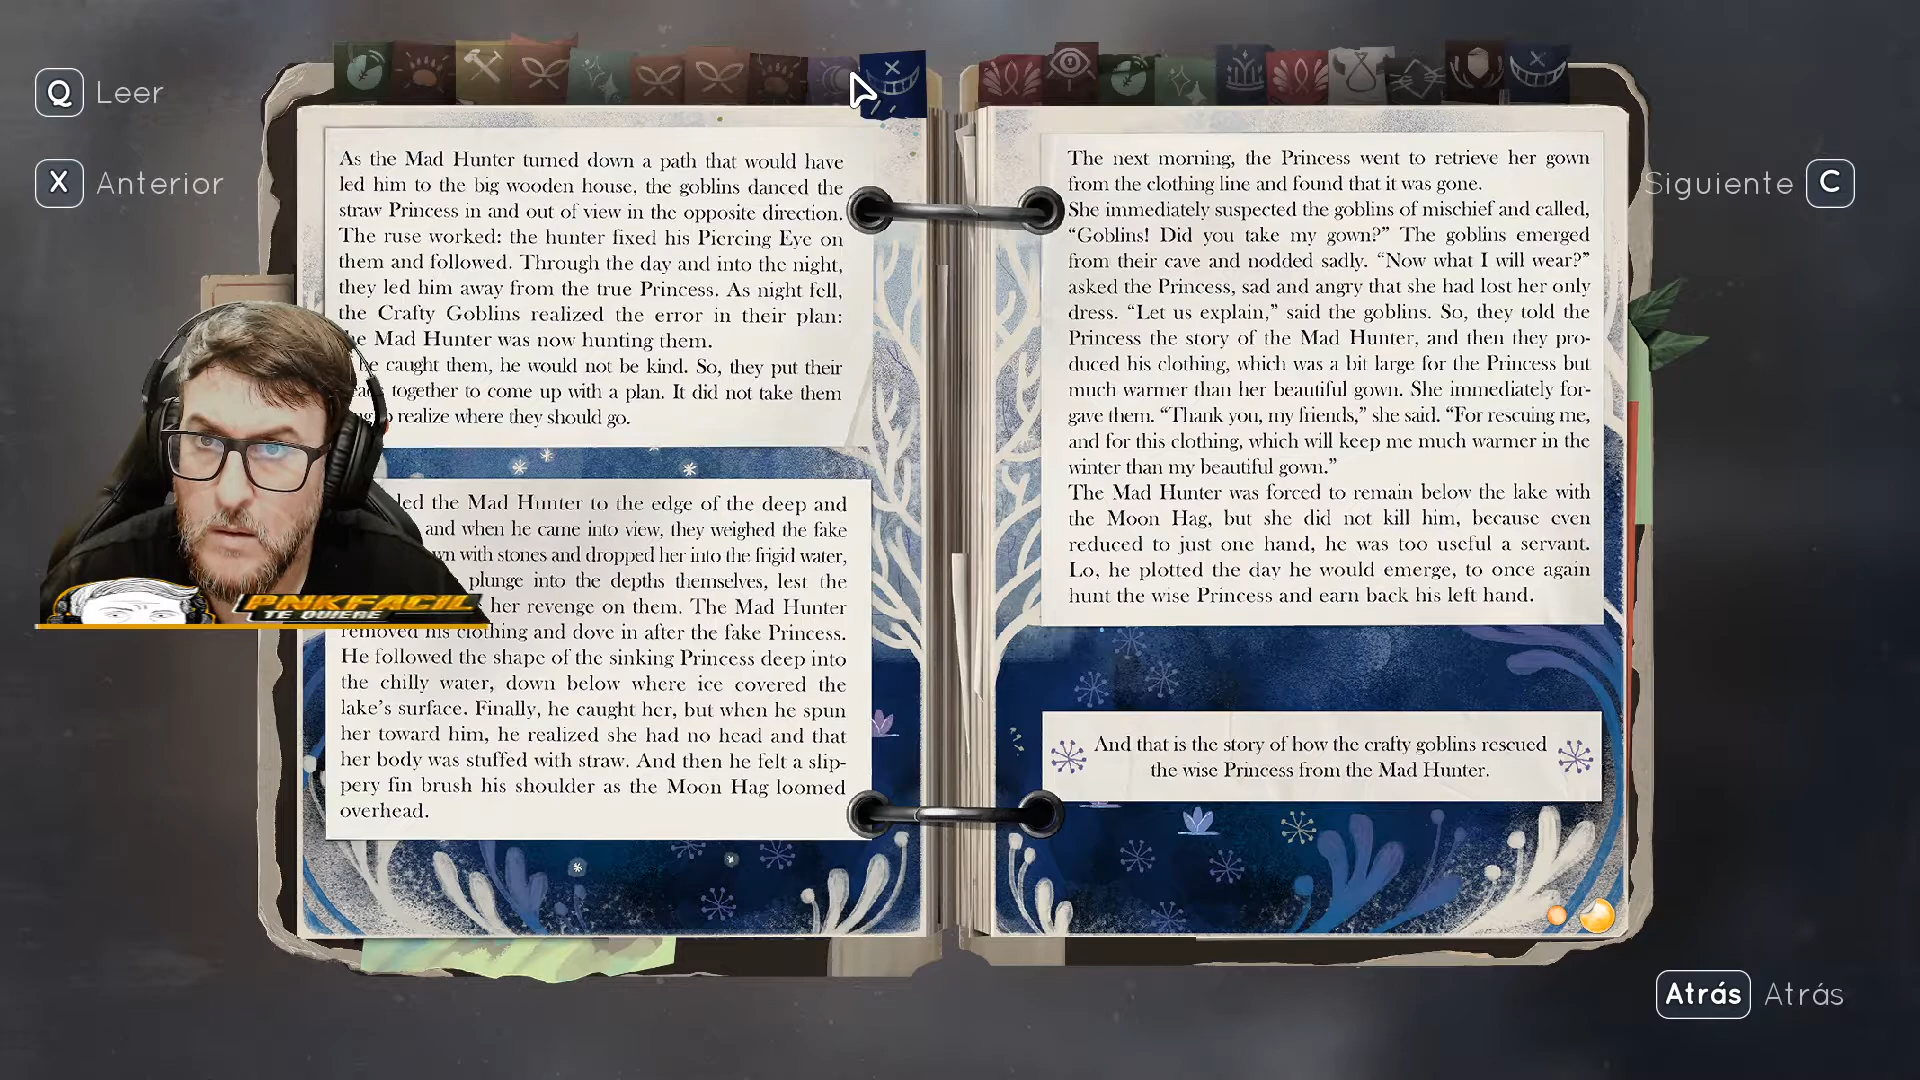 Q Leer
X Anterior
As the Mad Hunter turned down a path that would have
led him to the big wooden house, the goblins danced the
straw Princess in and out of view in the opposite direction.
The ruse worked: the hunter fixed his Piercing Eye on
them and followed. Through the day and into the night,
they led him away from the true Princess. As night fell,
the Crafty Goblins realized the error in their plan:
he Mad Hunter was now hunting them.
he caught them, he would not be kind. So, they put their
together to come up with a plan. It did not take them
realize where they should go.
led the Mad Hunter to the edge of the deep and
and when he came into view, they weighed the fake
wn with stones and dropped her into the frigid water,
plunge into the depths themselves, lest the
her revenge on them. The Mad Hunter
removed his clothing and dove in after the fake Princess.
He followed the shape of the sinking Princess deep into
the chilly water, down below where ice covered the
lake's surface. Finally, he caught her, but when he spun
her toward him, he realized she had no head and that
her body was stuffed with straw. And then he felt a slip-
pery fin brush his shoulder as the Moon Hag loomed
overhead.
PNKFACIL
TE QUIERE
The next morning, the Princess went to retrieve her gown
from the clothing line and found that it was gone.
She immediately suspected the goblins of mischief and called,
“Goblins! Did you take my gown?” The goblins emerged
from their cave and nodded sadly. “Now what I will wear?”
asked the Princess, sad and angry that she had lost her only
dress. “Let us explain,” said the goblins. So, they told the
Princess the story of the Mad Hunter, and then they pro-
duced his clothing, which was a bit large for the Princess but
much warmer than her beautiful gown. She immediately for-
gave them. “Thank you, my friends,” she said. “For rescuing me,
and for this clothing, which will keep me much warmer in the
winter than my beautiful gown.”
The Mad Hunter was forced to remain below the lake with
the Moon Hag, but she did not kill him, because even
reduced to just one hand, he was too useful a servant.
Lo, he plotted the day he would emerge, to once again
hunt the wise Princess and earn back his left hand.
And that is the story of how the crafty goblins rescued
the wise Princess from the Mad Hunter.
Siguiente C
Atrás Atrás